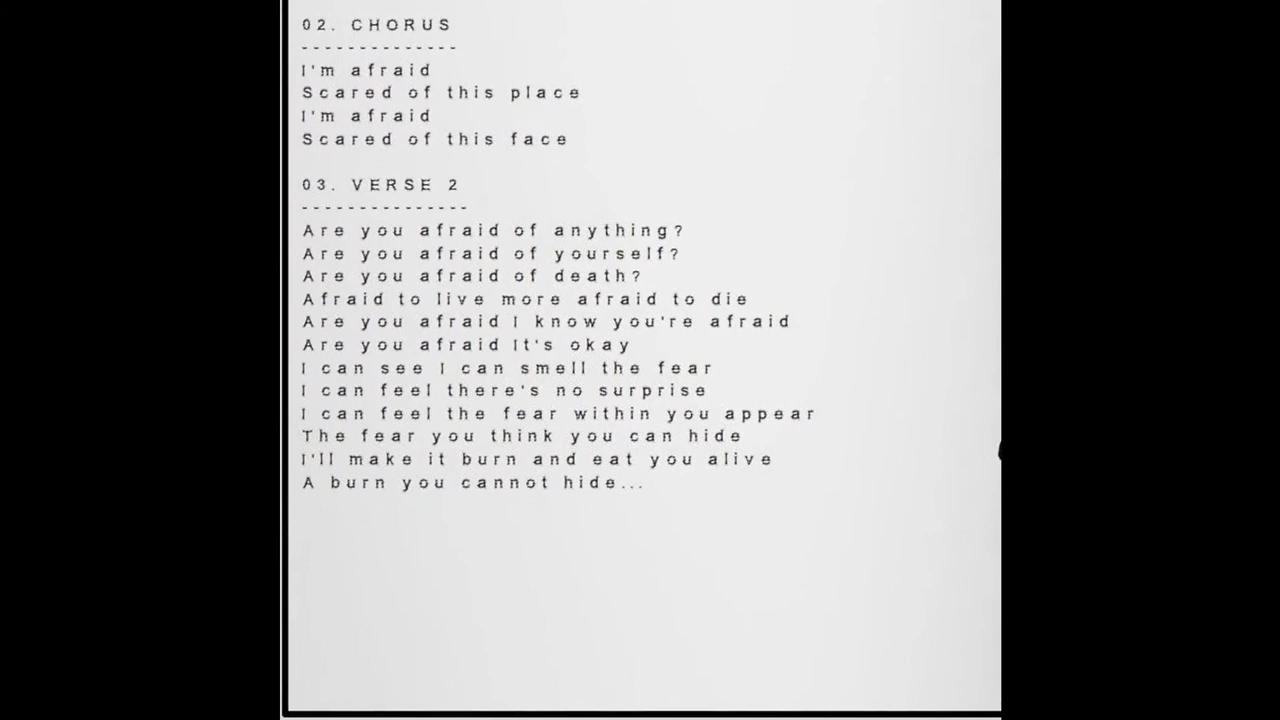 02. CHORUS
--------------
I'm afraid
Scared of this place
I'm afraid
Scared of this face
03. VERSE 2
---------------
Are you afraid of anything?
Are you afraid of yourself?
Are you afraid of death?
Afraid to live more afraid to die
Are you afraid I know you're afraid
Are you afraid It's okay
I can see I can smell the fear
I can feel there's no surprise
I can feel the fear within you appear
The fear you think you can hide
I'll make it burn and eat you alive
A burn you cannot hide...